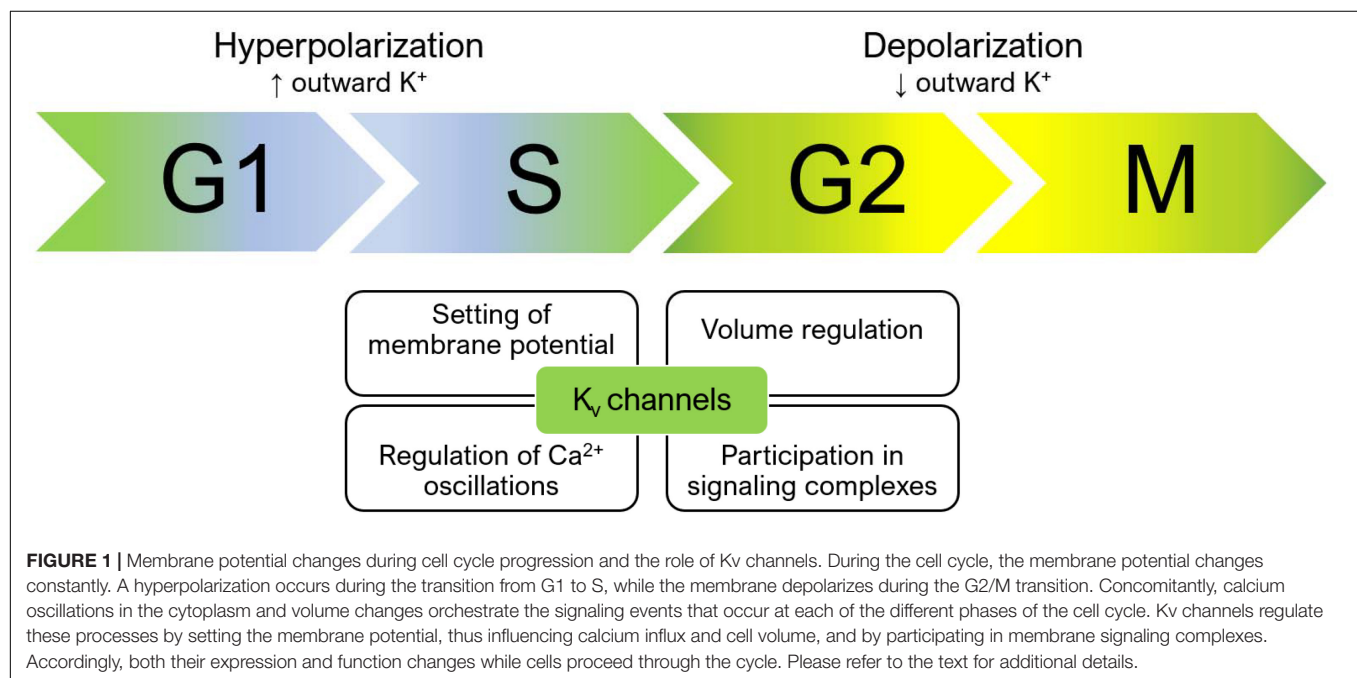 Hyperpolarization
↑ outward K⁺
Depolarization
↓ outward K⁺
G1
S
G2
M
Setting of
membrane potential
Volume regulation
Kv channels
Regulation of Ca²⁺
oscillations
Participation in
signaling complexes
FIGURE 1 | Membrane potential changes during cell cycle progression and the role of Kv channels. During the cell cycle, the membrane potential changes
constantly. A hyperpolarization occurs during the transition from G1 to S, while the membrane depolarizes during the G2/M transition. Concomitantly, calcium
oscillations in the cytoplasm and volume changes orchestrate the signaling events that occur at each of the different phases of the cell cycle. Kv channels regulate
these processes by setting the membrane potential, thus influencing calcium influx and cell volume, and by participating in membrane signaling complexes.
Accordingly, both their expression and function changes while cells proceed through the cycle. Please refer to the text for additional details.